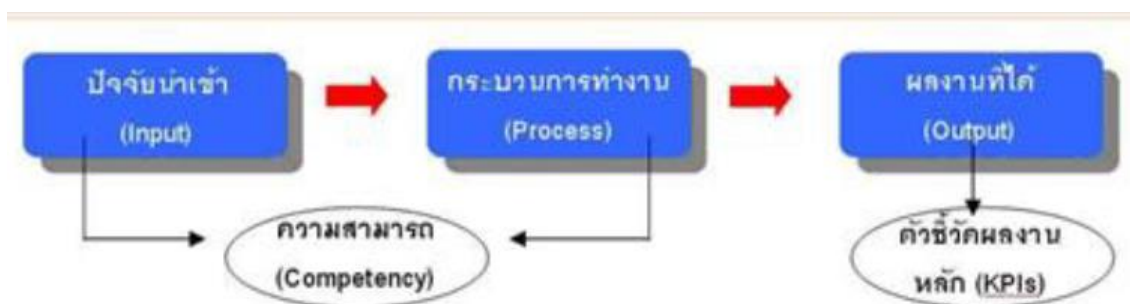 ปัจจัยนำเข้า
(Input)
กระบวนการทำงาน
(Process)
ผลงานที่ได้
(Output)
ความสามารถ
(Competency)
ตัวชี้วัดผลงาน
หลัก (KPIs)